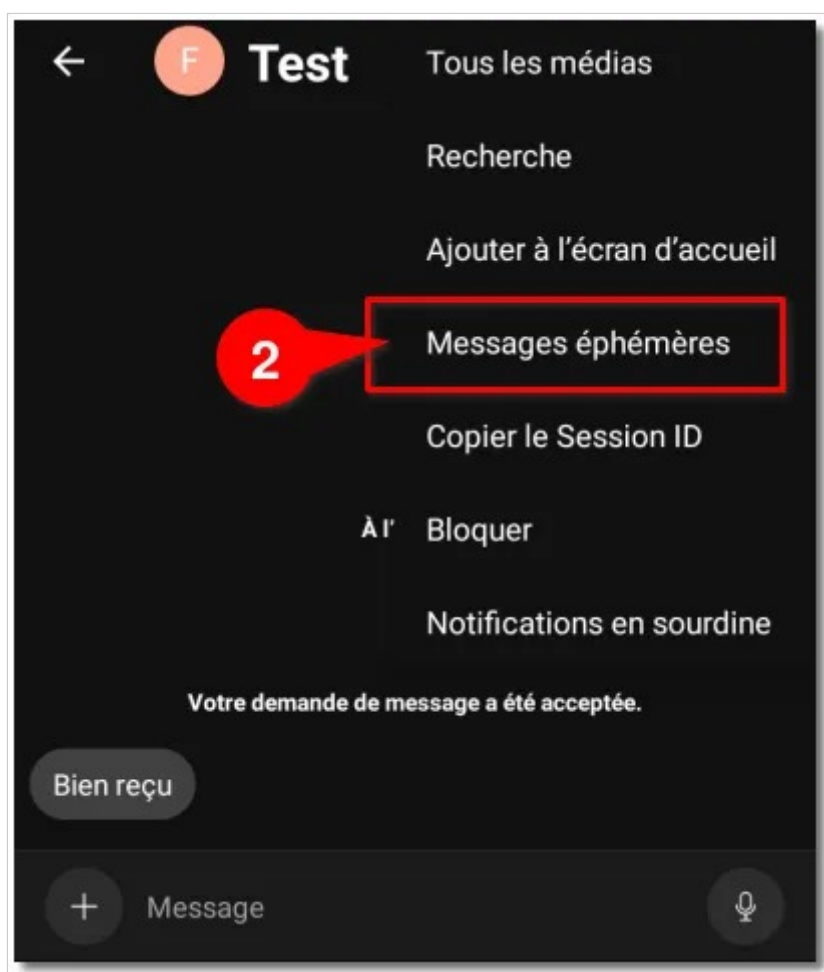 F Test
Tous les médias
Recherche
Ajouter à l'écran d'accueil
2
Messages éphémères
Copier le Session ID
À l'
Bloquer
Notifications en sourdine
Votre demande de message a été acceptée.
Bien reçu
Message